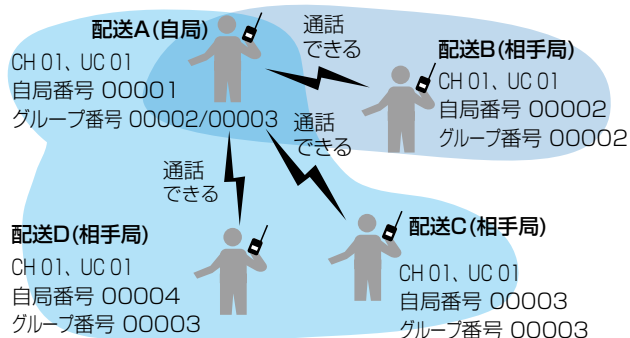 配送A(自局)
CH 01、UC 01
自局番号 00001
グループ番号 00002/00003
通話
できる
配送B(相手局)
CH 01、UC 01
自局番号 00002
グループ番号 00002
通話
できる
通話
できる
配送D(相手局)
CH 01、UC 01
自局番号 00004
グループ番号 00003
配送C(相手局)
CH 01、UC 01
自局番号 00003
グループ番号 00003